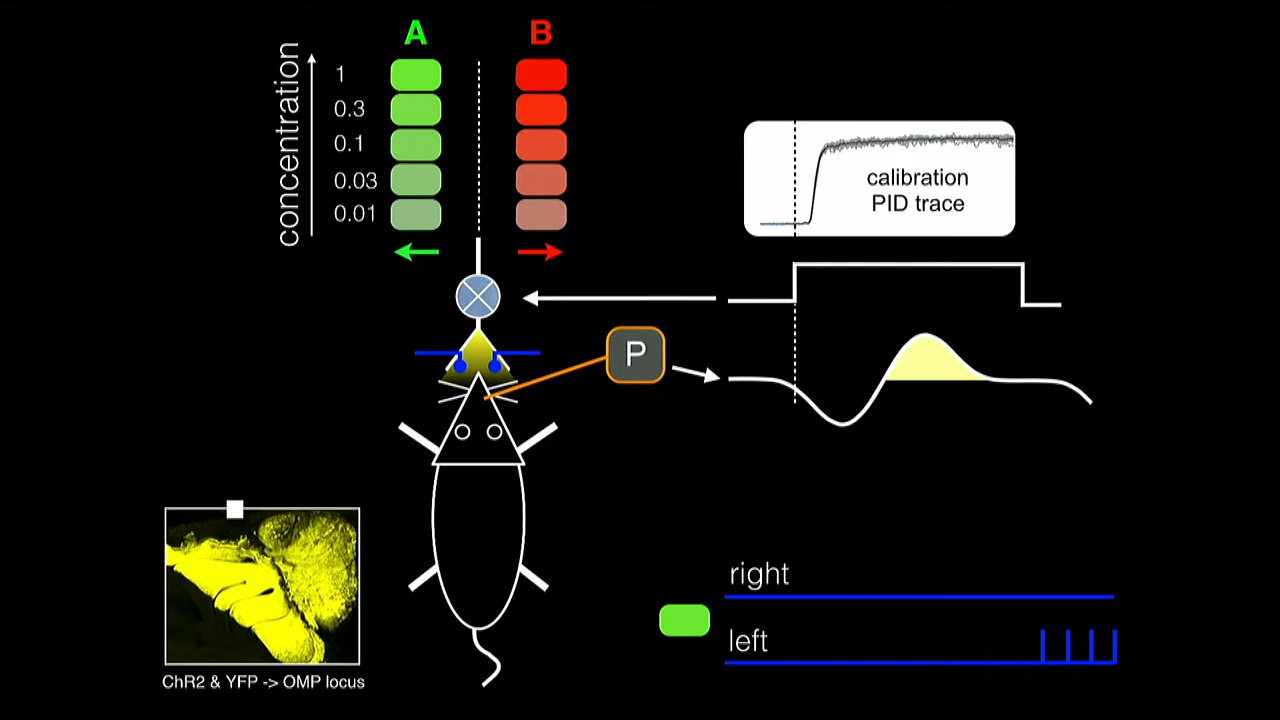 A
B
concentration
1
0.3
0.1
0.03
0.01
calibration
PID trace
P
right
left
ChR2 & YFP -> OMP locus